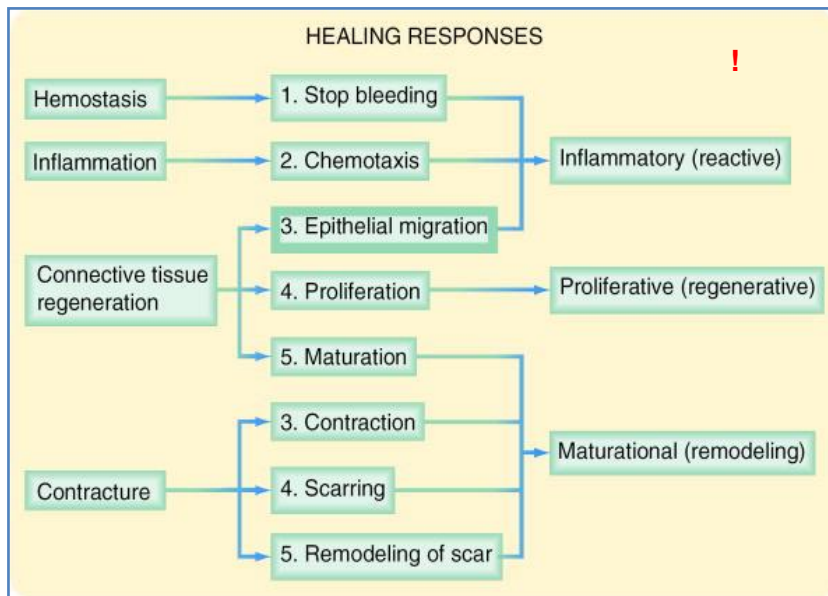 HEALING RESPONSES
!
Hemostasis
1. Stop bleeding
Inflammation
2. Chemotaxis
Inflammatory (reactive)
3. Epithelial migration
Connective tissue
regeneration
4. Proliferation
Proliferative (regenerative)
5. Maturation
3. Contraction
Maturational (remodeling)
Contracture
4. Scarring
5. Remodeling of scar